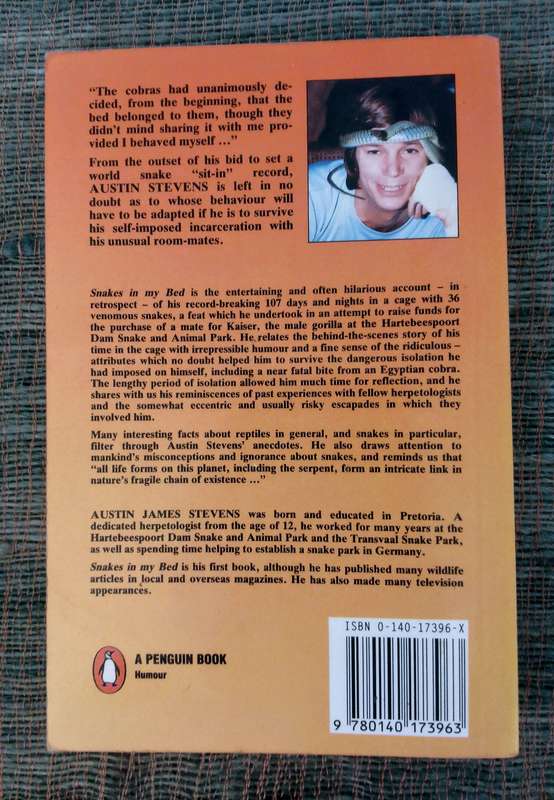 “The cobras had unanimously de-
cided, from the beginning, that the
bed belonged to them, though they
didn't mind sharing it with me pro-
vided I behaved myself ...”
From the outset of his bid to set a
world snake “sit-in” record,
AUSTIN STEVENS is left in no
doubt as to whose behaviour will
have to be adapted if he is to survive
his self-imposed incarceration with
his unusual room-mates.
Snakes in my Bed is the entertaining and often hilarious account – in
retrospect – of his record-breaking 107 days and nights in a cage with 36
venomous snakes, a feat which he undertook in an attempt to raise funds for
the purchase of a mate for Kaiser, the male gorilla at the Hartebeespoort
Dam Snake and Animal Park. He relates the behind-the-scenes story of his
time in the cage with irrepressible humour and a fine sense of the ridiculous –
attributes which no doubt helped him to survive the dangerous isolation he
had imposed on himself, including a near fatal bite from an Egyptian cobra.
The lengthy period of isolation allowed him much time for reflection, and he
shares with us his reminiscences of past experiences with fellow herpetologists
and the somewhat eccentric and usually risky escapades in which they
involved him.
Many interesting facts about reptiles in general, and snakes in particular,
filter through Austin Stevens' anecdotes. He also draws attention to
mankind's misconceptions and ignorance about snakes, and reminds us that
“all life forms on this planet, including the serpent, form an intricate link in
nature's fragile chain of existence ...”
AUSTIN JAMES STEVENS was born and educated in Pretoria. A
dedicated herpetologist from the age of 12, he worked for many years at the
Hartebeespoort Dam Snake and Animal Park and the Transvaal Snake Park,
as well as spending time helping to establish a snake park in Germany.
Snakes in my Bed is his first book, although he has published many wildlife
articles in local and overseas magazines. He has also made many television
appearances.
ISBN 0-140-17396-X
A PENGUIN BOOK
Humour
9 780140 173963